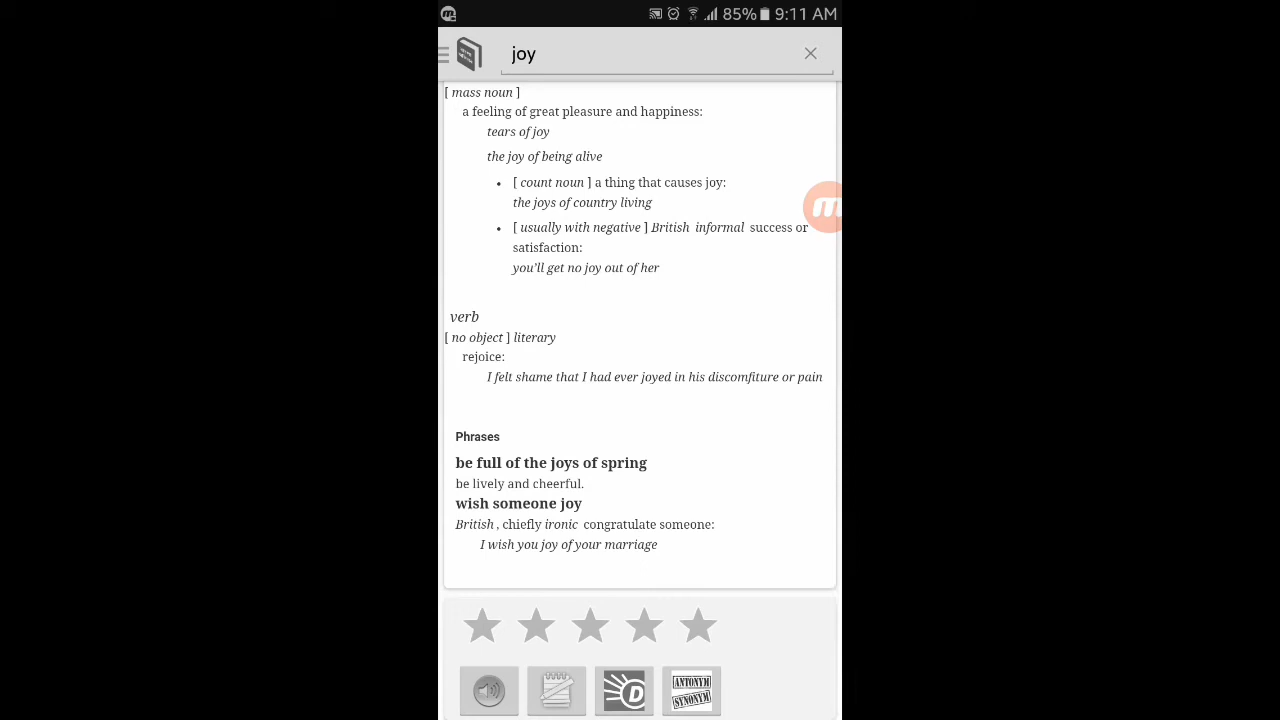 85% 9:11 AM
joy
[ mass noun ]
a feeling of great pleasure and happiness:
tears of joy
the joy of being alive
• [ count noun ] a thing that causes joy:
the joys of country living
• [ usually with negative ] British informal success or
satisfaction:
you’ll get no joy out of her
verb
[ no object ] literary
rejoice:
I felt shame that I had ever joyed in his discomfiture or pain
Phrases
be full of the joys of spring
be lively and cheerful.
wish someone joy
British , chiefly ironic congratulate someone:
I wish you joy of your marriage
D
ANTONYM
SYNONYM